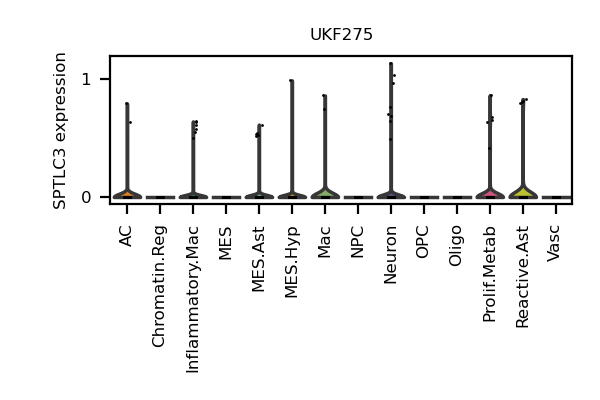 UKF275
SPTLC3 expression
1
0
AC
Chromatin.Reg
Inflammatory.Mac
MES
MES.Ast
MES.Hyp
Mac
NPC
Neuron
OPC
Oligo
Prolif.Metab
Reactive.Ast
Vasc